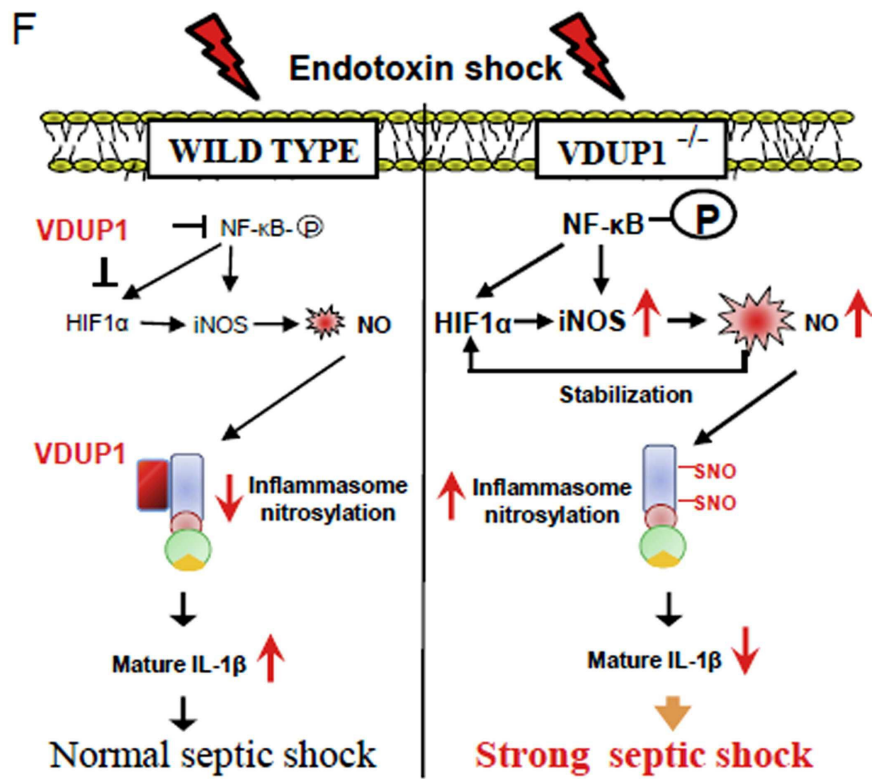 F
Endotoxin shock
WILD TYPE
VDUP1 -/-
VDUP1
NF-κB-P
HIF1α
iNOS
NO
VDUP1
Inflammasome
nitrosylation
Mature IL-1β
Normal septic shock
NF-κB
P
HIF1α
iNOS
NO
Stabilization
Inflammasome
nitrosylation
SNO
SNO
Mature IL-1β
Strong septic shock